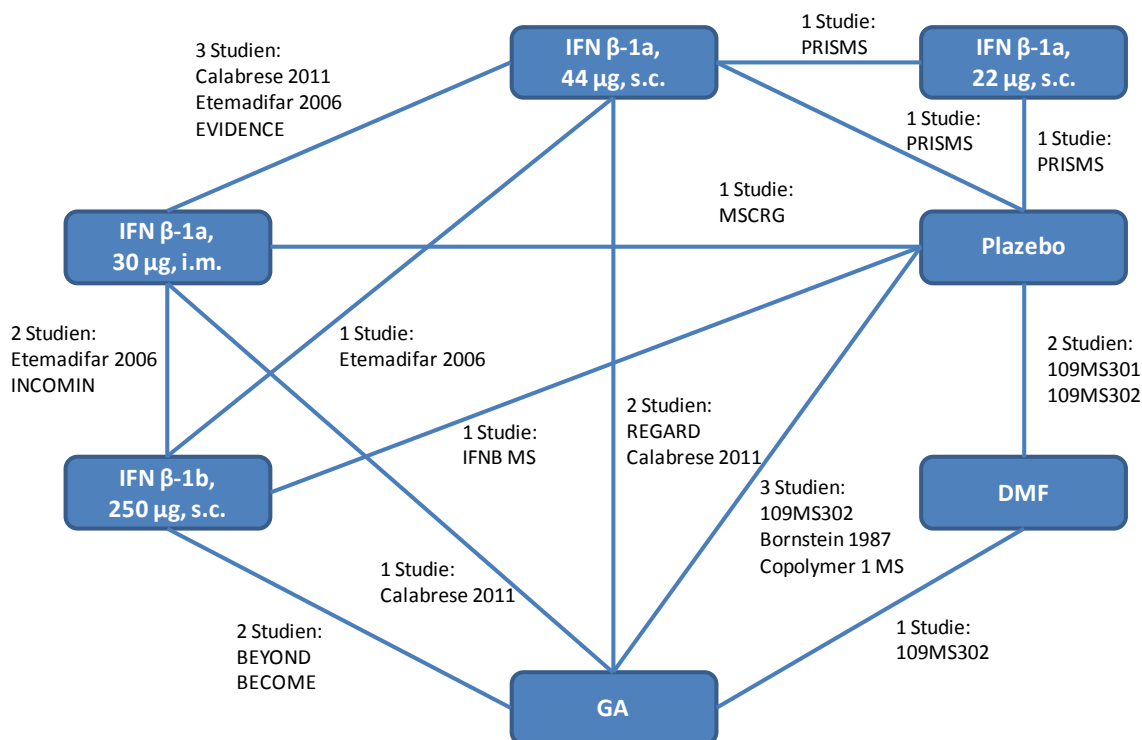 3 Studien:
Calabrese 2011
Etemadifar 2006
EVIDENCE
IFN β-1a,
44 µg, s.c.
1 Studie:
PRISMS
IFN β-1a,
22 µg, s.c.
1 Studie:
PRISMS
1 Studie:
PRISMS
1 Studie:
MSCRG
IFN β-1a,
30 µg, i.m.
Plazebo
2 Studien:
Etemadifar 2006
INCOMIN
1 Studie:
Etemadifar 2006
2 Studien:
109MS301
109MS302
1 Studie:
IFNB MS
2 Studien:
REGARD
Calabrese 2011
IFN β-1b,
250 µg, s.c.
DMF
3 Studien:
109MS302
Bornstein 1987
Copolymer 1 MS
1 Studie:
Calabrese 2011
2 Studien:
BEYOND
BECOME
1 Studie:
109MS302
GA